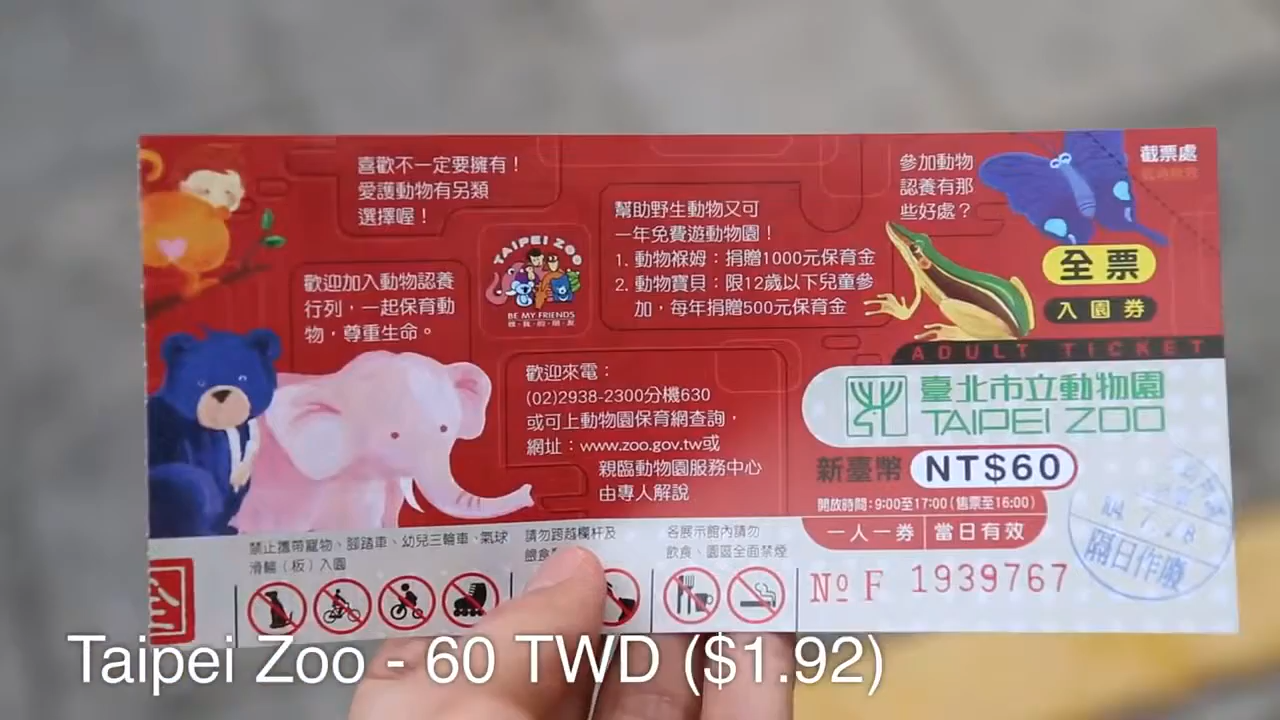 喜歡不一定要擁有！
愛護動物有另類
選擇喔！
歡迎加入動物認養
行列，一起保育動
物，尊重生命。
TAIPEI ZOO
BE MY FRIENDS
做·我·的·朋·友
幫助野生動物又可
一年免費遊動物園！
1. 動物褓姆：捐贈1000元保育金
2. 動物寶貝：限12歲以下兒童參
加，每年捐贈500元保育金
參加動物
認養有那
些好處？
截票處
全票
入園券
ADULT TICKET
歡迎來電：
(02)2938-2300分機630
或可上動物園保育網查詢，
網址：www.zoo.gov.tw或
親臨動物園服務中心
由專人解說
臺北市立動物園
TAIPEI ZOO
新臺幣 NT$60
開放時間：9:00至17:00（售票至16:00）
一人一券 當日有效
No F 1939767
隔日作廢
禁止攜帶寵物、腳踏車、幼兒三輪車、氣球
滑輪（板）入園
請勿跨越欄杆及
餵食
各展示館內請勿
飲食、園區全面禁煙
Taipei Zoo - 60 TWD ($1.92)